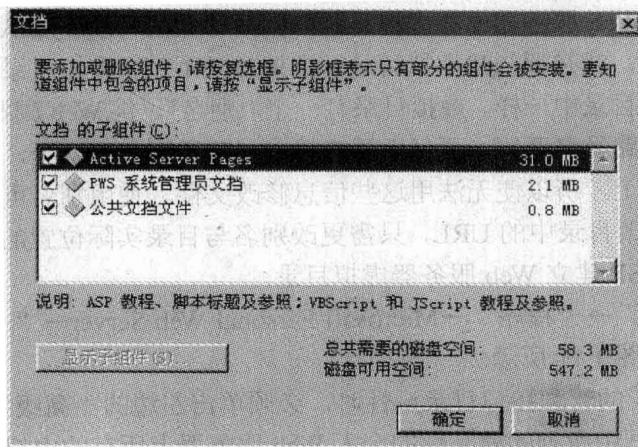 文档
要添加或删除组件，请按复选框。阴影框表示只有部分的组件会被安装。要知
道组件中包含的项目，请按“显示子组件”。
文档 的子组件(C)：
Active Server Pages 31.0 MB
PWS 系统管理员文档 2.1 MB
公共文档文件 0.8 MB
说明: ASP 教程、脚本标题及参照；VBScript 和 JScript 教程及参照。
显示子组件(S)...
总共需要的磁盘空间： 58.3 MB
磁盘可用空间： 547.2 MB
确定 取消